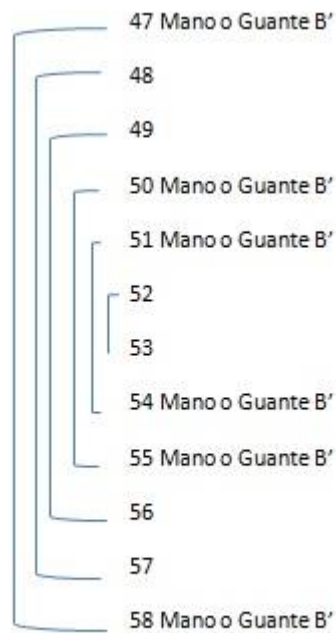 47 Mano o Guante B'
48
49
50 Mano o Guante B'
51 Mano o Guante B'
52
53
54 Mano o Guante B'
55 Mano o Guante B'
56
57
58 Mano o Guante B'